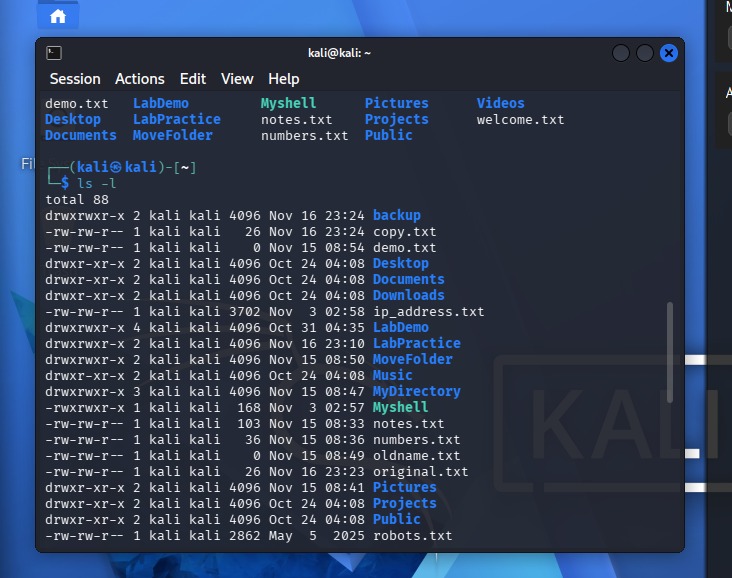 kali@kali: ~
Session Actions Edit View Help
demo.txt LabDemo Myshell Pictures Videos
Desktop LabPractice notes.txt Projects welcome.txt
Documents MoveFolder numbers.txt Public
┌──(kali㉿kali)-[~]
└─$ ls -l
total 88
drwxrwxr-x 2 kali kali 4096 Nov 16 23:24 backup
-rw-rw-r-- 1 kali kali 26 Nov 16 23:24 copy.txt
-rw-rw-r-- 1 kali kali 0 Nov 15 08:54 demo.txt
drwxr-xr-x 2 kali kali 4096 Oct 24 04:08 Desktop
drwxr-xr-x 2 kali kali 4096 Oct 24 04:08 Documents
drwxr-xr-x 2 kali kali 4096 Oct 24 04:08 Downloads
-rw-rw-r-- 1 kali kali 3702 Nov 3 02:58 ip_address.txt
drwxrwxr-x 4 kali kali 4096 Oct 31 04:35 LabDemo
drwxrwxr-x 2 kali kali 4096 Nov 16 23:10 LabPractice
drwxrwxr-x 2 kali kali 4096 Nov 15 08:50 MoveFolder
drwxr-xr-x 2 kali kali 4096 Oct 24 04:08 Music
drwxrwxr-x 3 kali kali 4096 Nov 15 08:47 MyDirectory
-rwxrwxr-x 1 kali kali 168 Nov 3 02:57 Myshell
-rw-rw-r-- 1 kali kali 103 Nov 15 08:33 notes.txt
-rw-rw-r-- 1 kali kali 36 Nov 15 08:36 numbers.txt
-rw-rw-r-- 1 kali kali 0 Nov 15 08:49 oldname.txt
-rw-rw-r-- 1 kali kali 26 Nov 16 23:23 original.txt
drwxr-xr-x 2 kali kali 4096 Nov 15 08:41 Pictures
drwxrwxr-x 2 kali kali 4096 Oct 24 04:08 Projects
drwxr-xr-x 2 kali kali 4096 Oct 24 04:08 Public
-rw-rw-r-- 1 kali kali 2862 May 5 2025 robots.txt
KALI